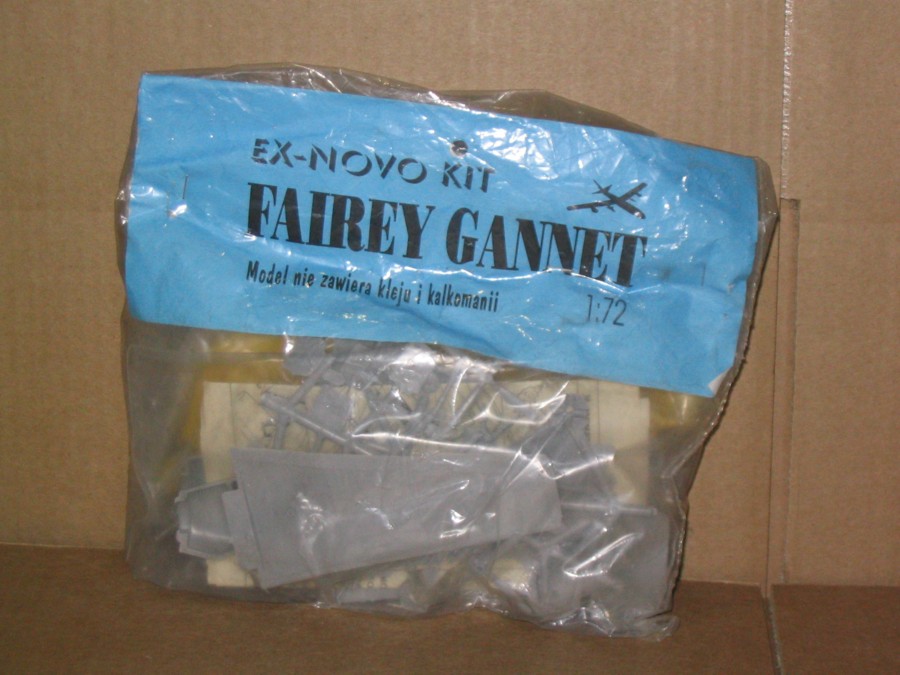 EX-NOVO KIT
FAIREY GANNET
Model nie zawiera kleju i kalkomanii
1:72